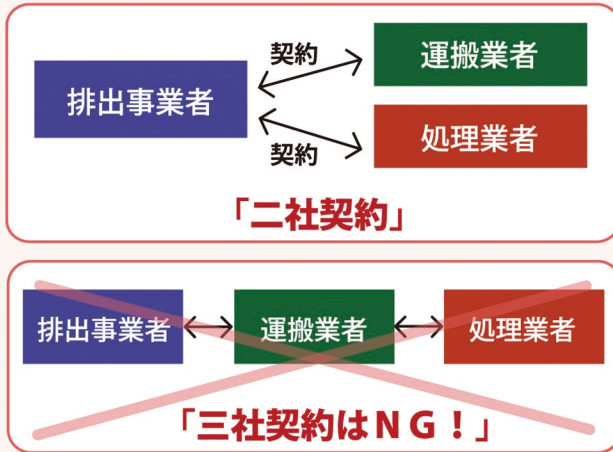 契約
運搬業者
排出事業者
契約
処理業者
「二社契約」
排出事業者
運搬業者
処理業者
「三社契約はＮＧ！」